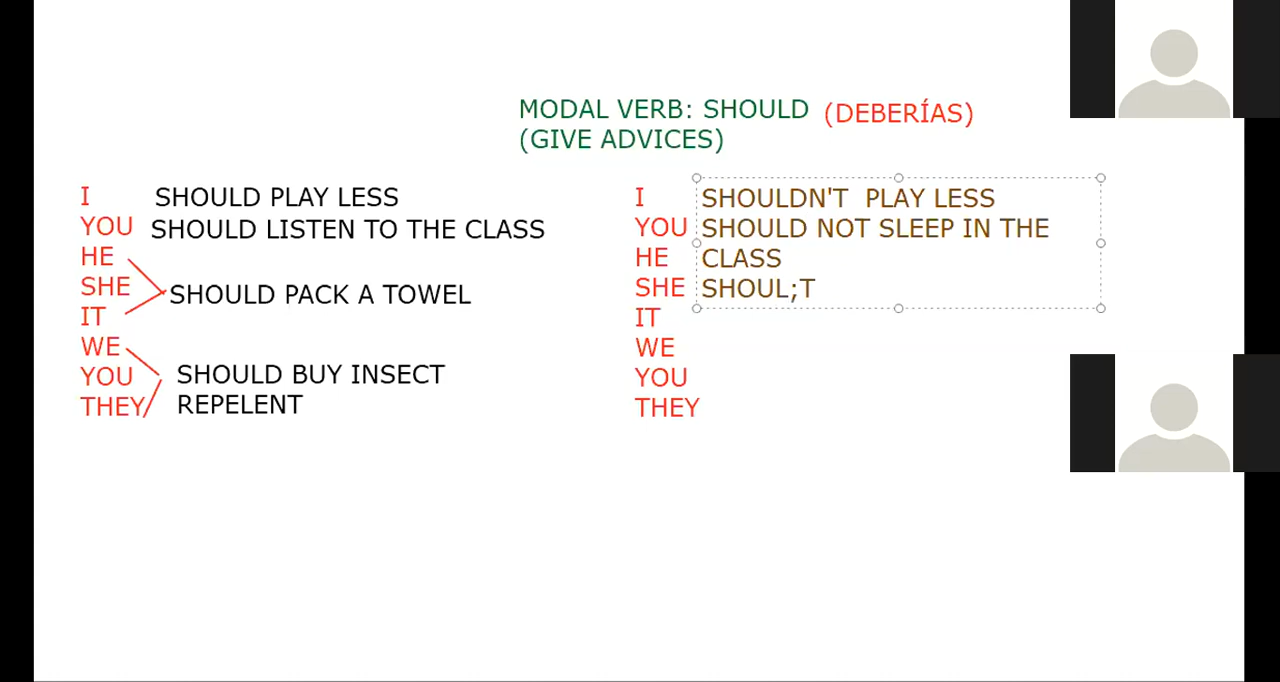 MODAL VERB: SHOULD (DEBERÍAS)
(GIVE ADVICES)
I SHOULD PLAY LESS
YOU SHOULD LISTEN TO THE CLASS
HE
SHE SHOULD PACK A TOWEL
IT
WE
YOU SHOULD BUY INSECT
THEY REPELENT
I SHOULDN'T PLAY LESS
YOU SHOULD NOT SLEEP IN THE
HE CLASS
SHE SHOUL;T
IT
WE
YOU
THEY